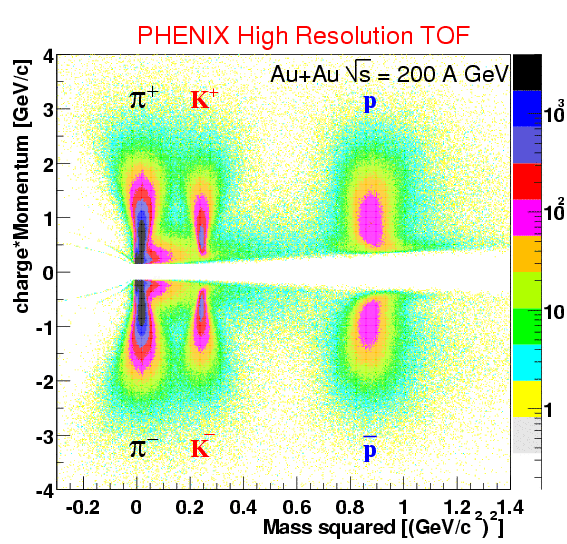 PHENIX High Resolution TOF
Au+Au √s = 200 A GeV
π⁺ K⁺ p
charge*Momentum [GeV/c]
4
3
2
1
0
-1
-2
-3
-4
π⁻ K⁻ p̄
-0.2 0 0.2 0.4 0.6 0.8 1 1.2 1.4
Mass squared [(GeV/c²)²]
10³
10²
10
1